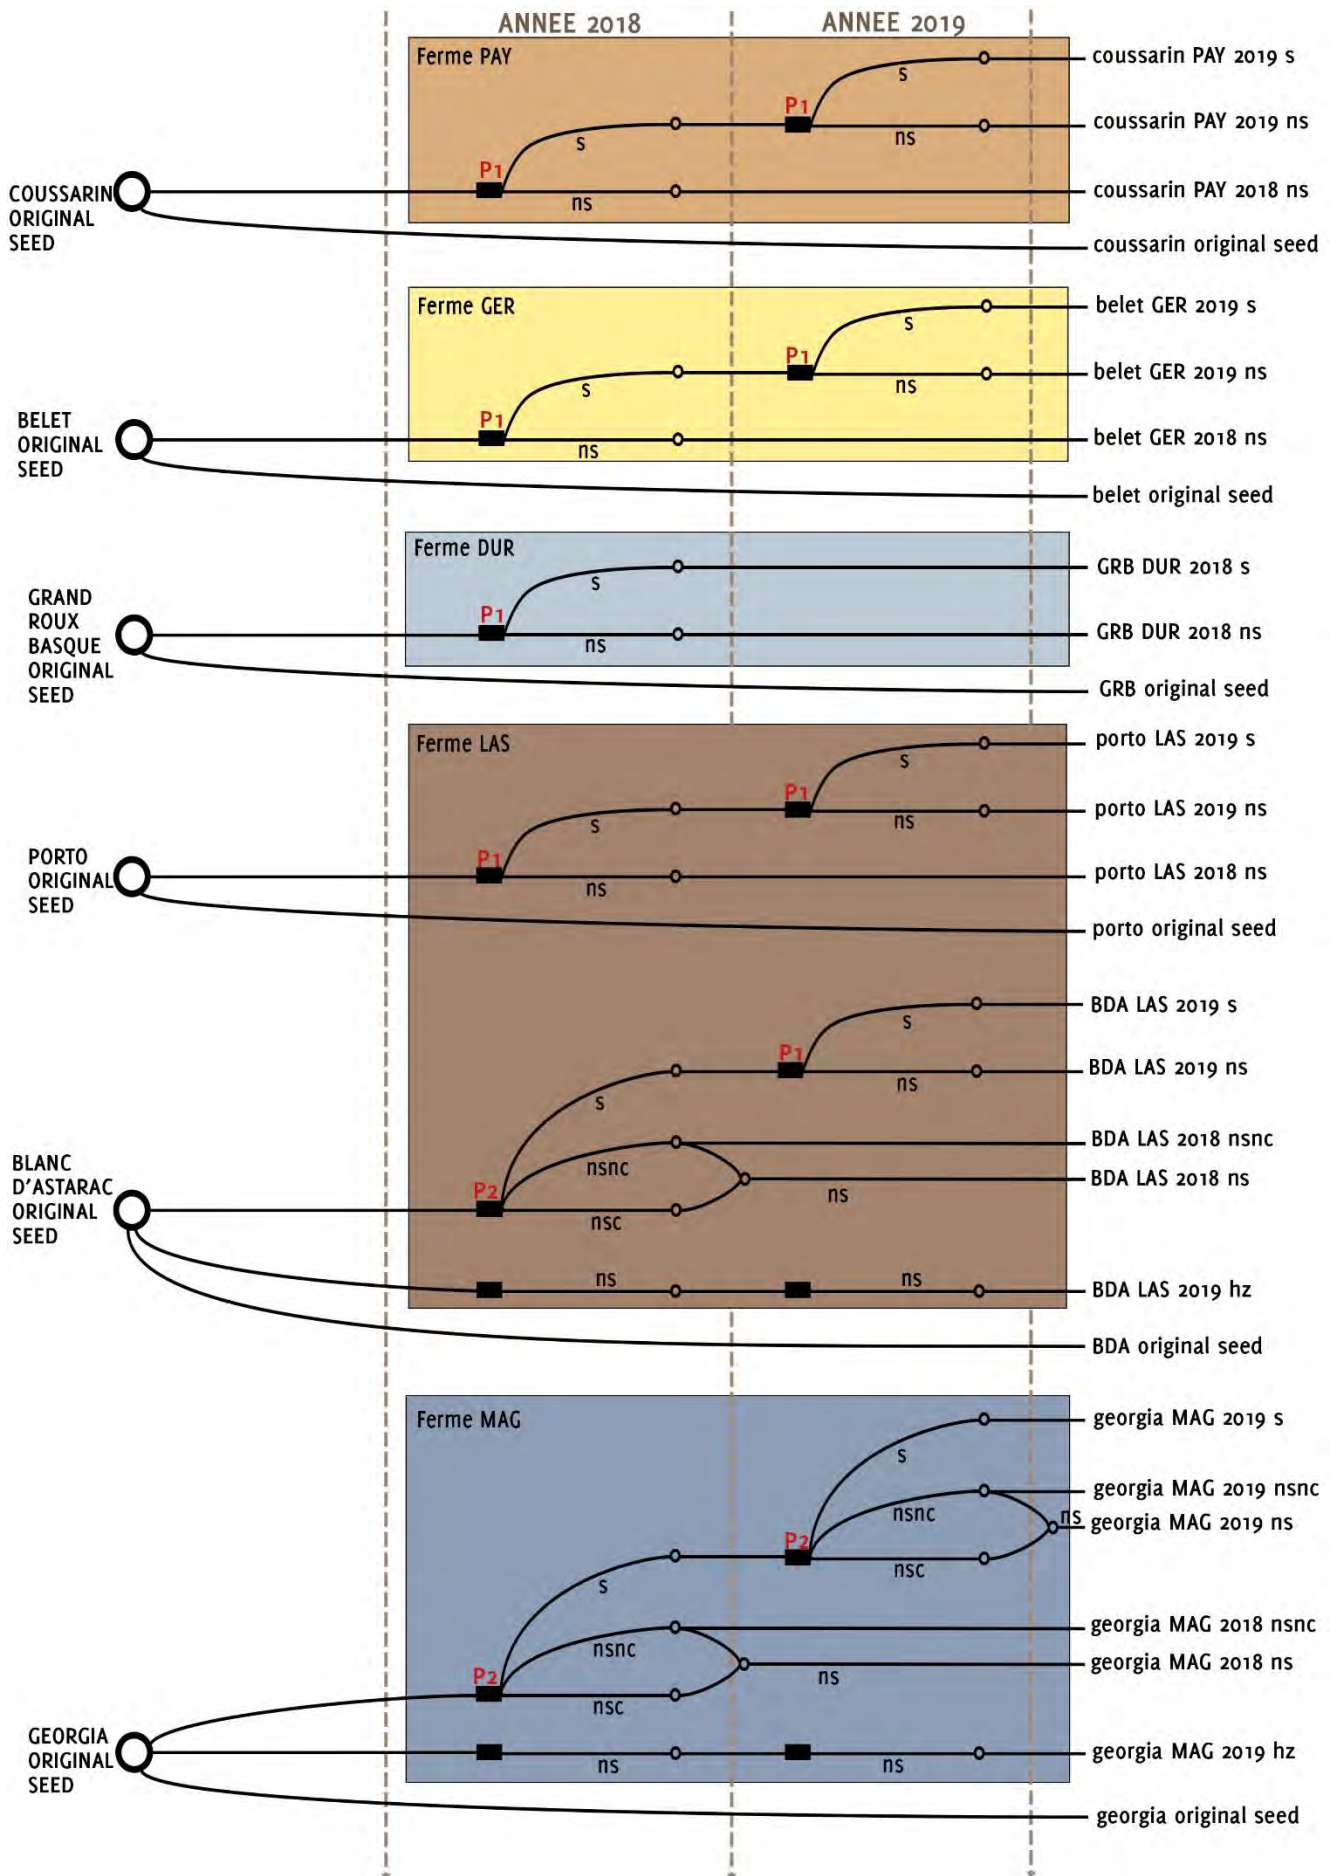 ANNEE 2018
ANNEE 2019
Ferme PAY
s
coussarin PAY 2019 s
P1
ns
coussarin PAY 2019 ns
s
P1
ns
coussarin PAY 2018 ns
COUSSARIN
ORIGINAL
SEED
coussarin original seed
Ferme GER
s
belet GER 2019 s
P1
ns
belet GER 2019 ns
s
P1
ns
belet GER 2018 ns
BELET
ORIGINAL
SEED
belet original seed
Ferme DUR
s
GRB DUR 2018 s
P1
ns
GRB DUR 2018 ns
GRAND
ROUX
BASQUE
ORIGINAL
SEED
GRB original seed
Ferme LAS
s
porto LAS 2019 s
P1
ns
porto LAS 2019 ns
s
P1
ns
porto LAS 2018 ns
PORTO
ORIGINAL
SEED
porto original seed
s
BDA LAS 2019 s
P1
ns
BDA LAS 2019 ns
s
nsnc
BDA LAS 2018 nsnc
ns
BDA LAS 2018 ns
P2
nsc
BLANC
D'ASTARAC
ORIGINAL
SEED
ns
ns
BDA LAS 2019 hz
BDA original seed
Ferme MAG
s
georgia MAG 2019 s
nsnc
georgia MAG 2019 nsnc
ns
georgia MAG 2019 ns
P2
nsc
s
nsnc
georgia MAG 2018 nsnc
ns
georgia MAG 2018 ns
P2
nsc
GEORGIA
ORIGINAL
SEED
ns
ns
georgia MAG 2019 hz
georgia original seed